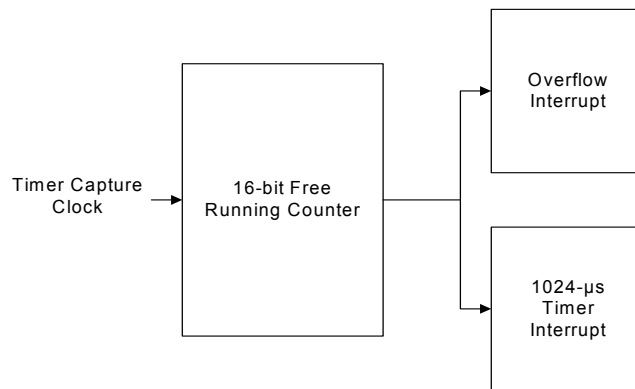 Timer Capture
Clock
16-bit Free
Running Counter
Overflow
Interrupt
1024-µs
Timer
Interrupt